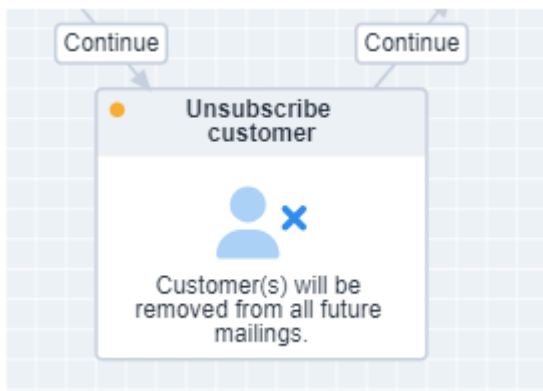 Continue
Continue
Unsubscribe
customer
Customer(s) will be
removed from all future
mailings.